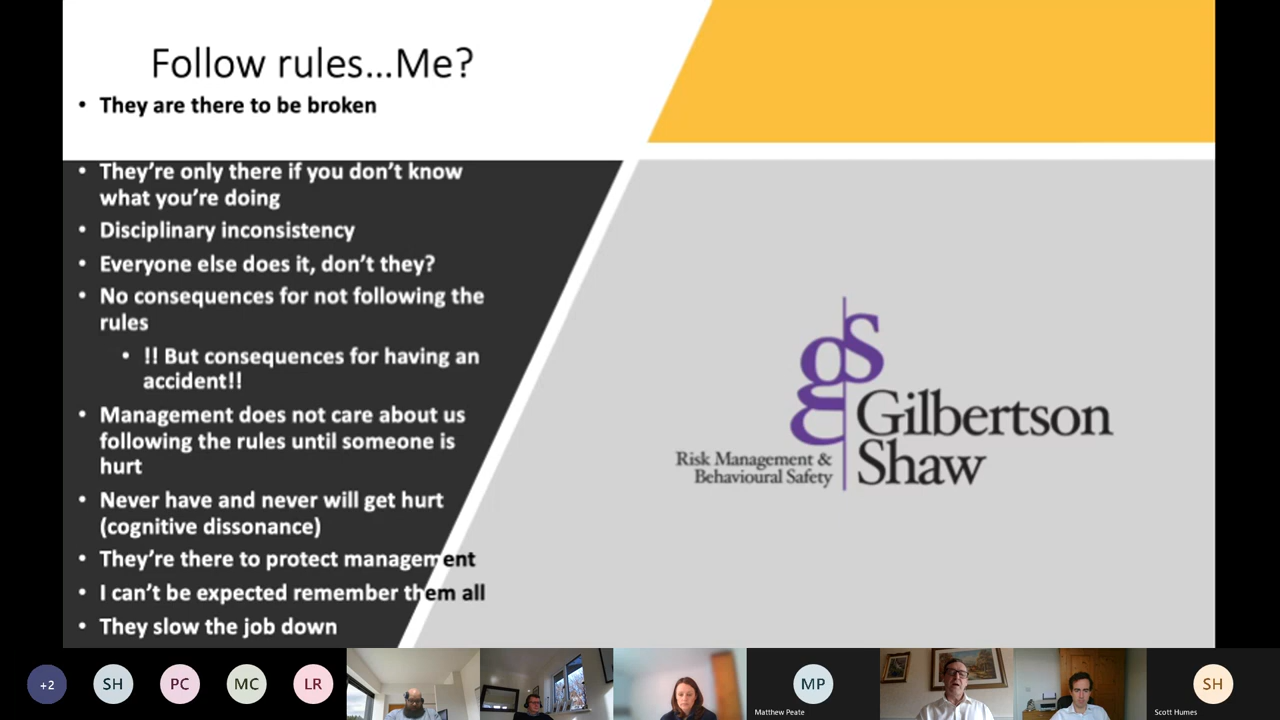 Follow rules...Me?
• They are there to be broken
• They're only there if you don't know
what you're doing
• Disciplinary inconsistency
• Everyone else does it, don't they?
• No consequences for not following the
rules
• !! But consequences for having an
accident!!
• Management does not care about us
following the rules until someone is
hurt
• Never have and never will get hurt
(cognitive dissonance)
• They're there to protect management
• I can't be expected remember them all
• They slow the job down
gs
Gilbertson
Shaw
Risk Management &
Behavioural Safety
+2
SH
PC
MC
LR
MP
Matthew Peate
SH
Scott Humes